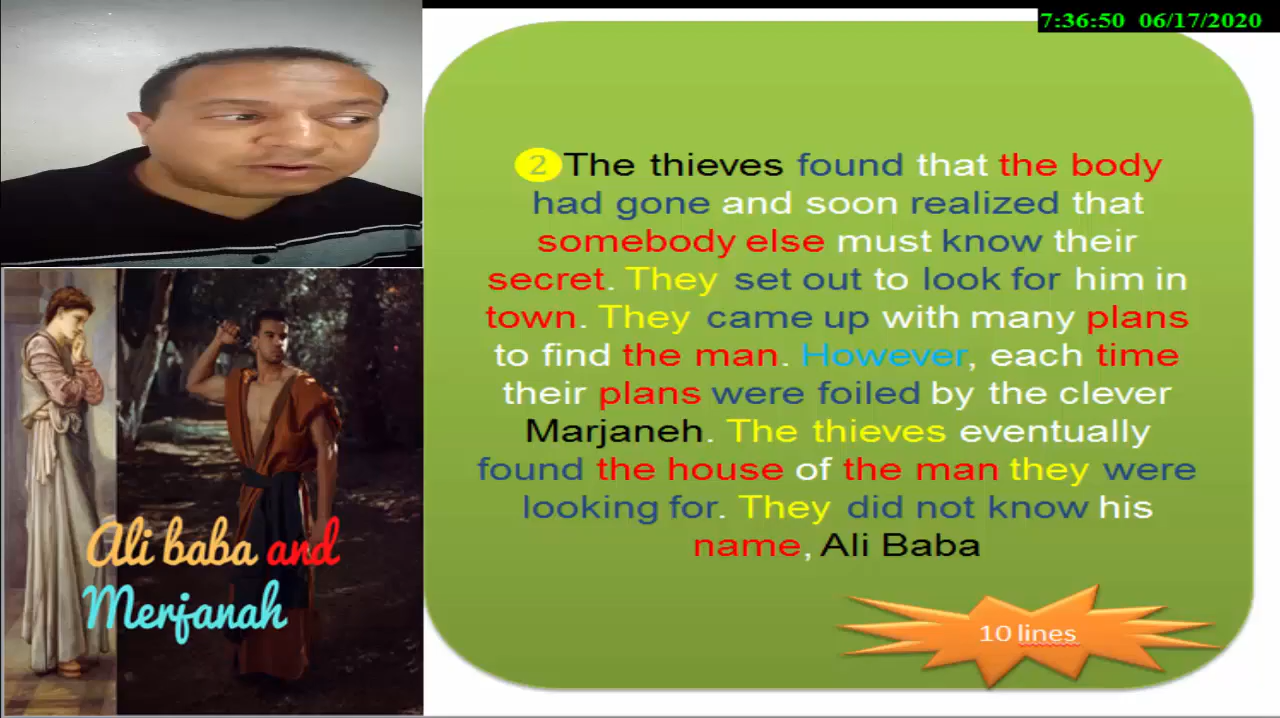 7:36:50 06/17/2020
2 The thieves found that the body
had gone and soon realized that
somebody else must know their
secret. They set out to look for him in
town. They came up with many plans
to find the man. However, each time
their plans were foiled by the clever
Marjaneh. The thieves eventually
found the house of the man they were
looking for. They did not know his
name, Ali Baba
10 lines
Ali baba and
Merjanah